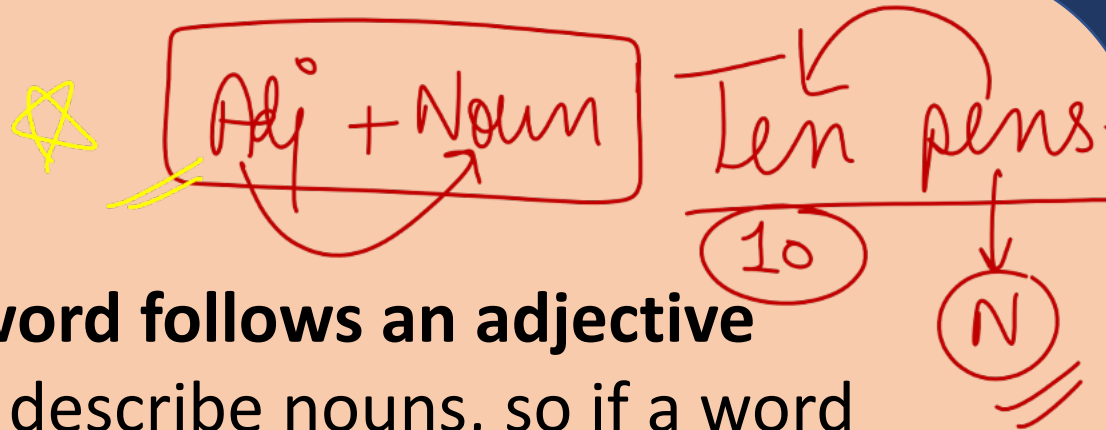 Adj + Noun
Ten pens
10
N
word follows an adjective
describe nouns, so if a word